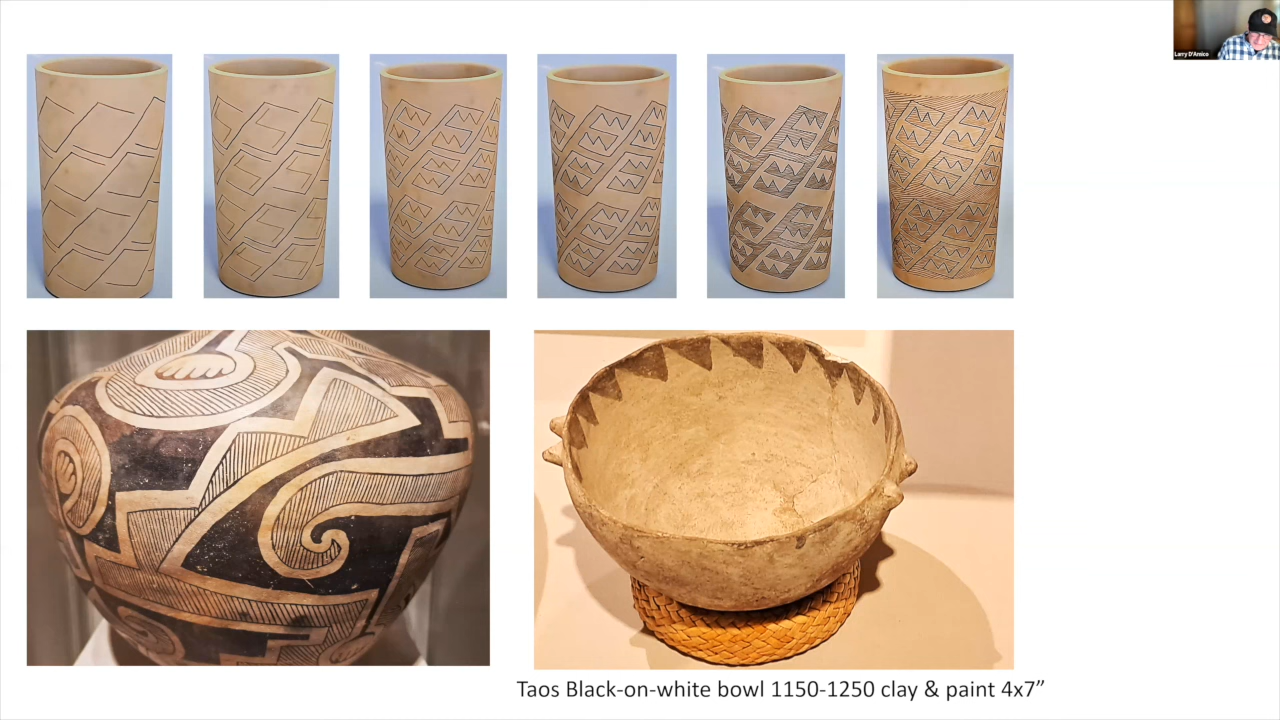 Larry D'Amico
Taos Black-on-white bowl 1150-1250 clay & paint 4x7”